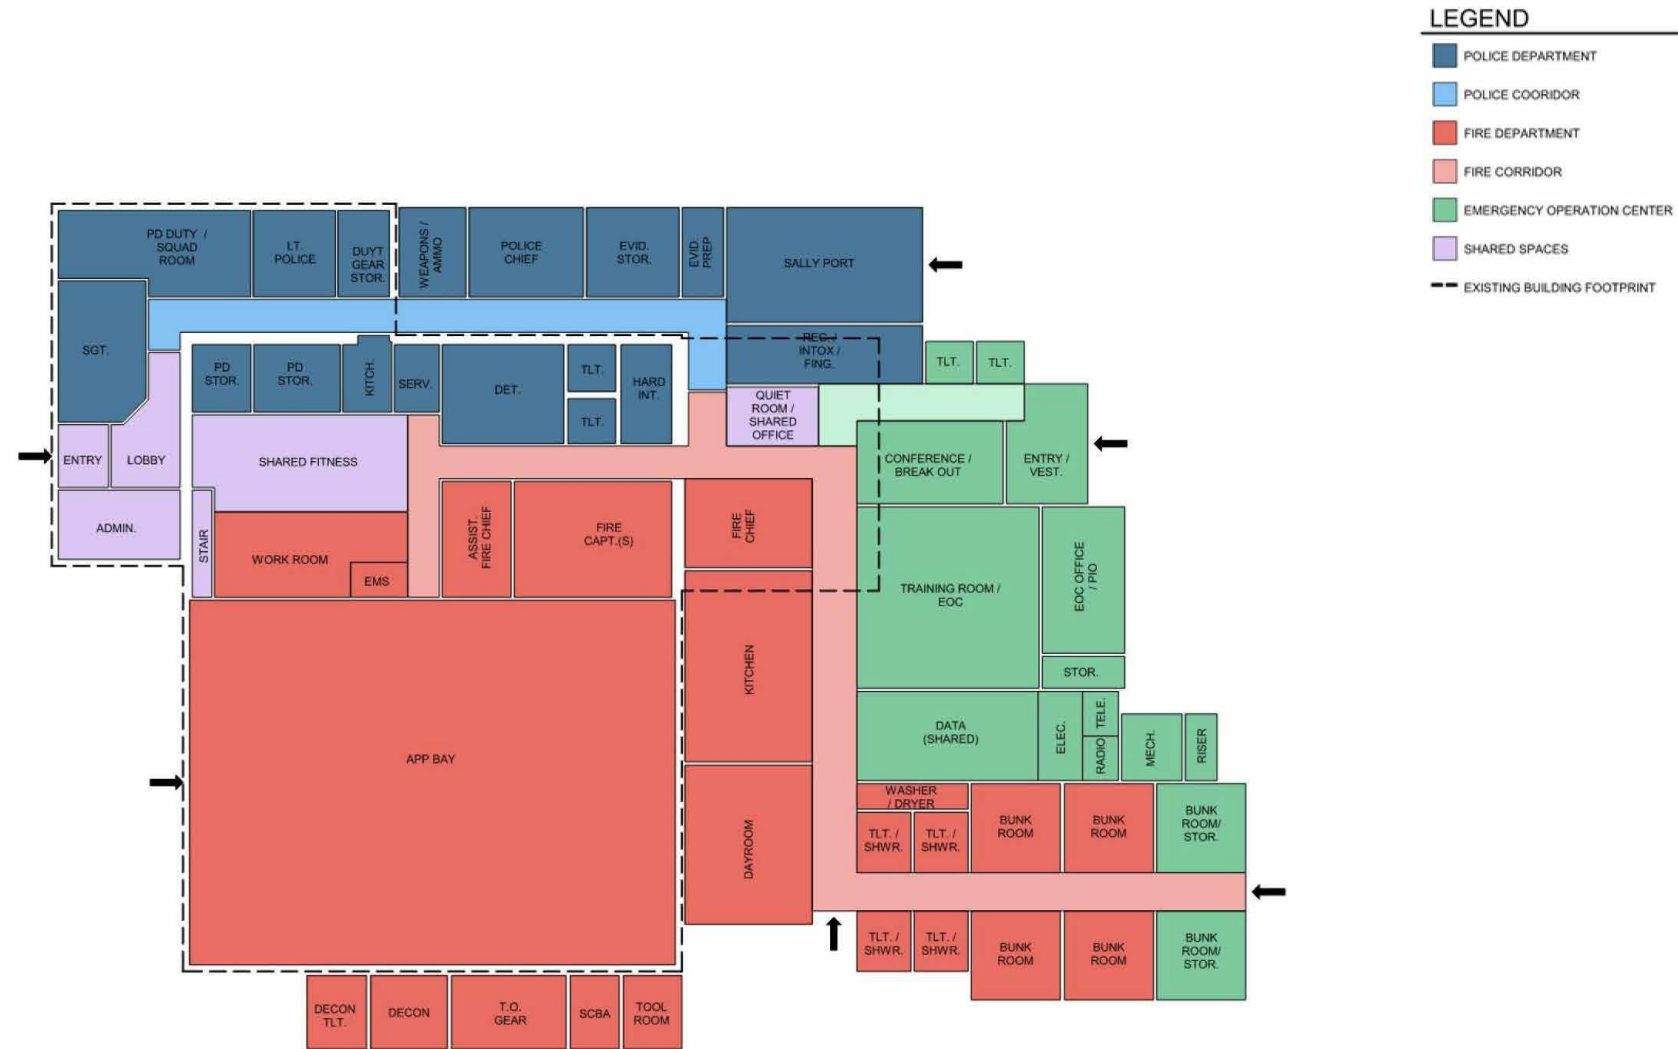 LEGEND
POLICE DEPARTMENT
POLICE COORIDOR
FIRE DEPARTMENT
FIRE CORRIDOR
EMERGENCY OPERATION CENTER
SHARED SPACES
EXISTING BUILDING FOOTPRINT
PD DUTY /
SQUAD
ROOM
LT.
POLICE
DUYT
GEAR
STOR.
WEAPONS /
AMMO
POLICE
CHIEF
EVID.
STOR.
EVID.
PREP
SALLY PORT
SGT.
REC. /
INTOX /
FING.
PD
STOR.
PD
STOR.
KITCH.
SERV.
DET.
TLT.
TLT.
HARD
INT.
TLT.
TLT.
QUIET
ROOM /
SHARED
OFFICE
ENTRY
LOBBY
SHARED FITNESS
CONFERENCE /
BREAK OUT
ENTRY /
VEST.
ADMIN.
STAIR
WORK ROOM
EMS
ASSIST.
FIRE CHIEF
FIRE
CAPT.(S)
FIRE
CHIEF
TRAINING ROOM /
EOC
EOC OFFICE
/ PIO
KITCHEN
STOR.
APP BAY
DATA
(SHARED)
ELEC.
TELE.
RADIO
MECH.
RISER
DAYROOM
WASHER
/ DRYER
TLT. /
SHWR.
TLT. /
SHWR.
BUNK
ROOM
BUNK
ROOM
BUNK
ROOM/
STOR.
TLT. /
SHWR.
TLT. /
SHWR.
BUNK
ROOM
BUNK
ROOM
BUNK
ROOM/
STOR.
DECON
TLT.
DECON
T.O.
GEAR
SCBA
TOOL
ROOM